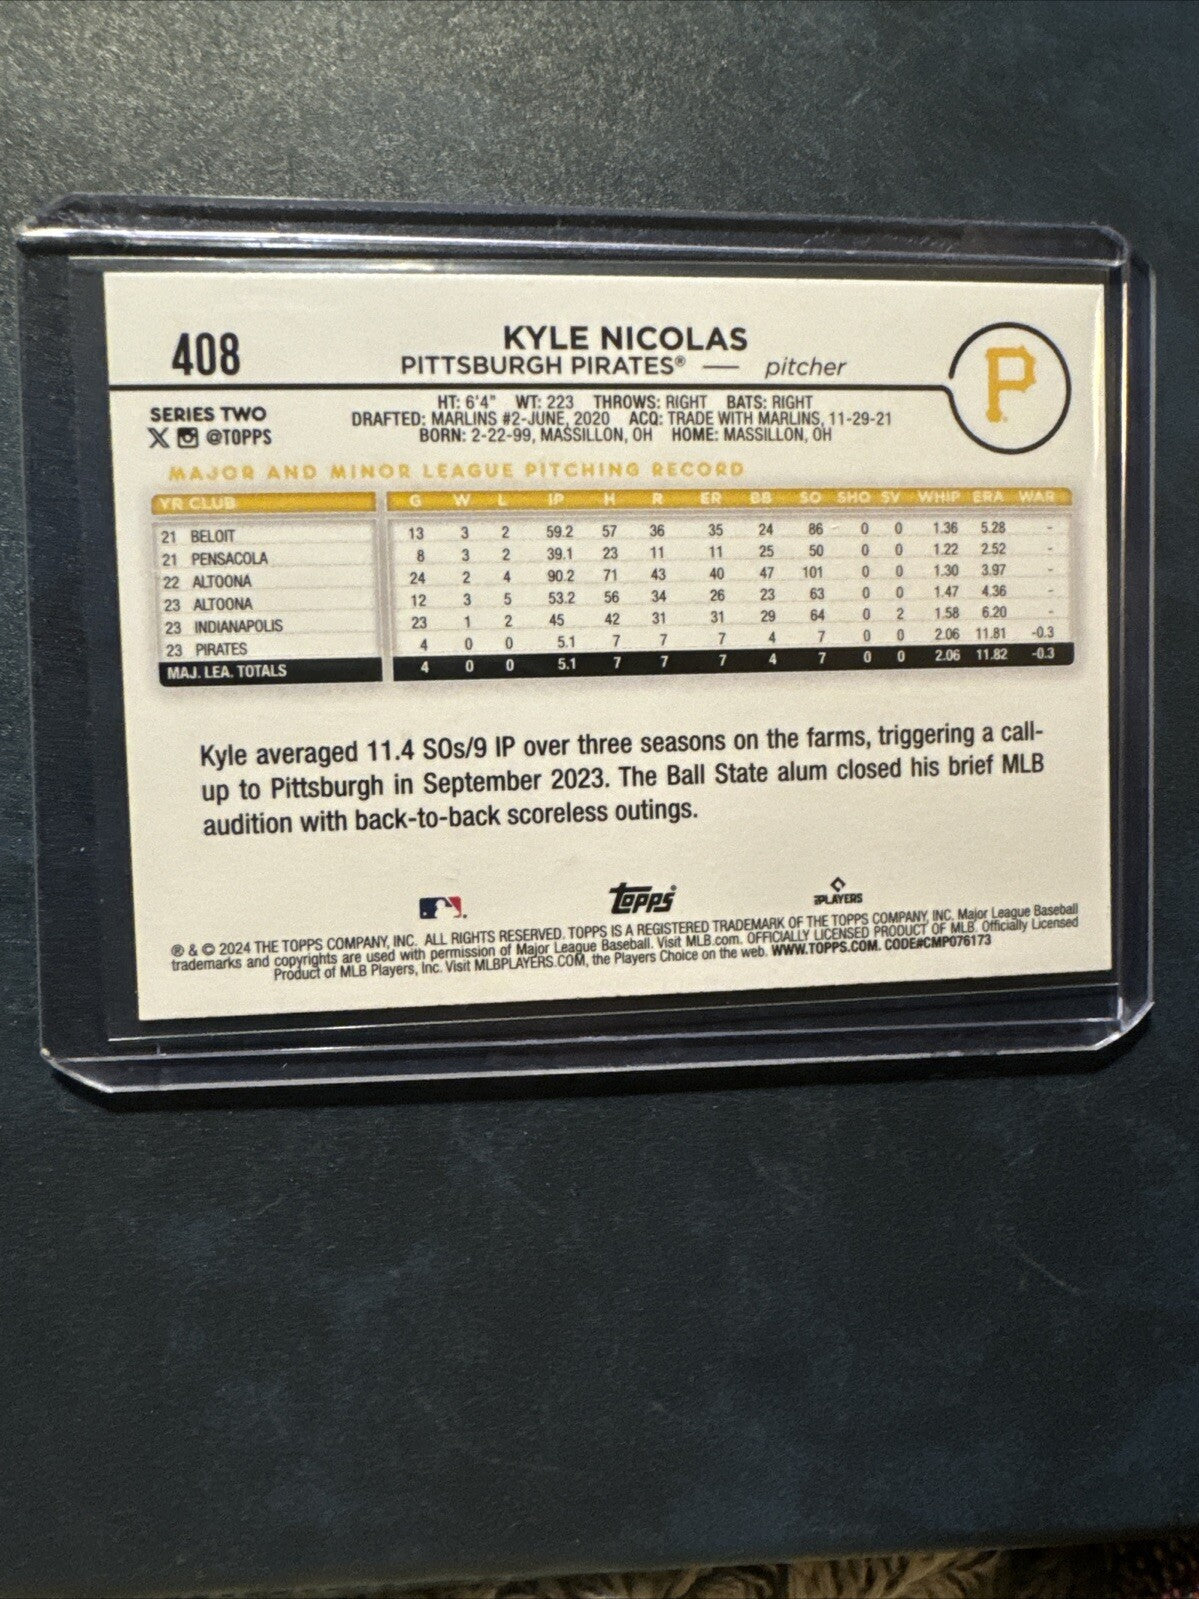 408
KYLE NICOLAS
PITTSBURGH PIRATES® — pitcher
P
SERIES TWO
X @TOPPS
HT: 6'4" WT: 223 THROWS: RIGHT BATS: RIGHT
DRAFTED: MARLINS #2-JUNE, 2020 ACQ: TRADE WITH MARLINS, 11-29-21
BORN: 2-22-99, MASSILLON, OH HOME: MASSILLON, OH
MAJOR AND MINOR LEAGUE PITCHING RECORD
YR CLUB G W L IP H R ER BB SO SHO SV WHIP ERA WAR
21 BELOIT 13 3 2 59.2 57 36 35 24 86 0 0 1.36 5.28 -
21 PENSACOLA 8 3 2 39.1 23 11 11 25 50 0 0 1.22 2.52 -
22 ALTOONA 24 2 4 90.2 71 43 40 47 101 0 0 1.30 3.97 -
23 ALTOONA 12 3 5 53.2 56 34 26 23 63 0 0 1.47 4.36 -
23 INDIANAPOLIS 23 1 2 45 42 31 31 29 64 0 2 1.58 6.20 -
23 PIRATES 4 0 0 5.1 7 7 7 4 7 0 0 2.06 11.81 -0.3
MAJ. LEA. TOTALS 4 0 0 5.1 7 7 7 4 7 0 0 2.06 11.82 -0.3
Kyle averaged 11.4 SOs/9 IP over three seasons on the farms, triggering a call-
up to Pittsburgh in September 2023. The Ball State alum closed his brief MLB
audition with back-to-back scoreless outings.
topps
PLAYERS
® & © 2024 THE TOPPS COMPANY, INC. ALL RIGHTS RESERVED. TOPPS IS A REGISTERED TRADEMARK OF THE TOPPS COMPANY, INC. Major League Baseball
trademarks and copyrights are used with permission of Major League Baseball. Visit MLB.com. OFFICIALLY LICENSED PRODUCT OF MLB. Officially Licensed
Product of MLB Players, Inc. Visit MLBPLAYERS.COM, the Players Choice on the web. WWW.TOPPS.COM. CODE#CMP076173